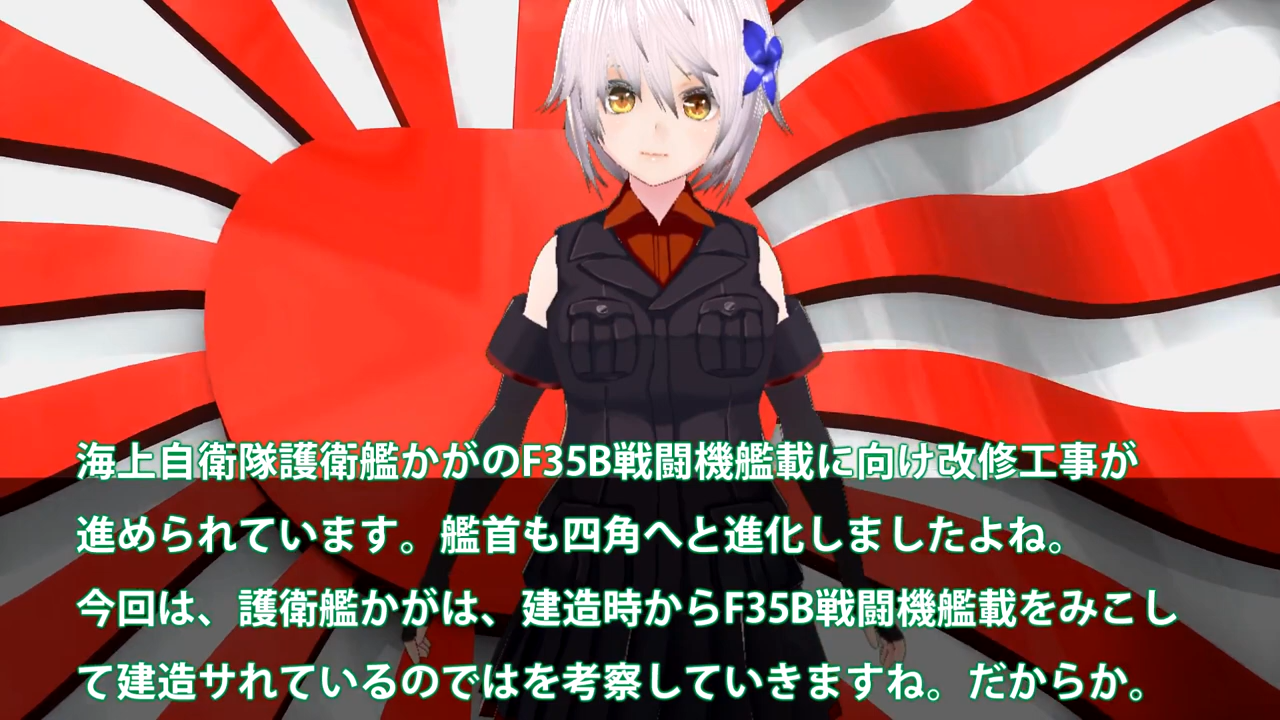 海上自衛隊護衛艦かがのF35B戦闘機艦載に向け改修工事が
進められています。艦首も四角へと進化しましたよね。
今回は、護衛艦かがは、建造時からF35B戦闘機艦載をみこし
て建造サれているのではを考察していきますね。だからか。